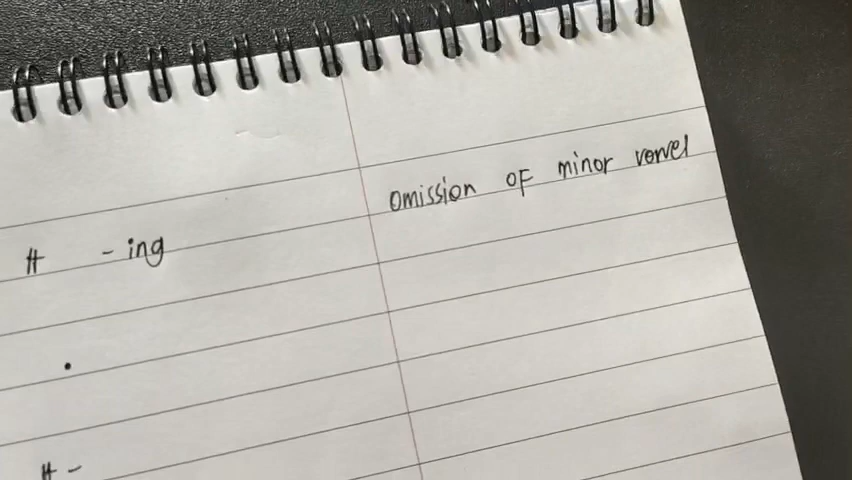 # - ing
omission of minor vowel
.
# -